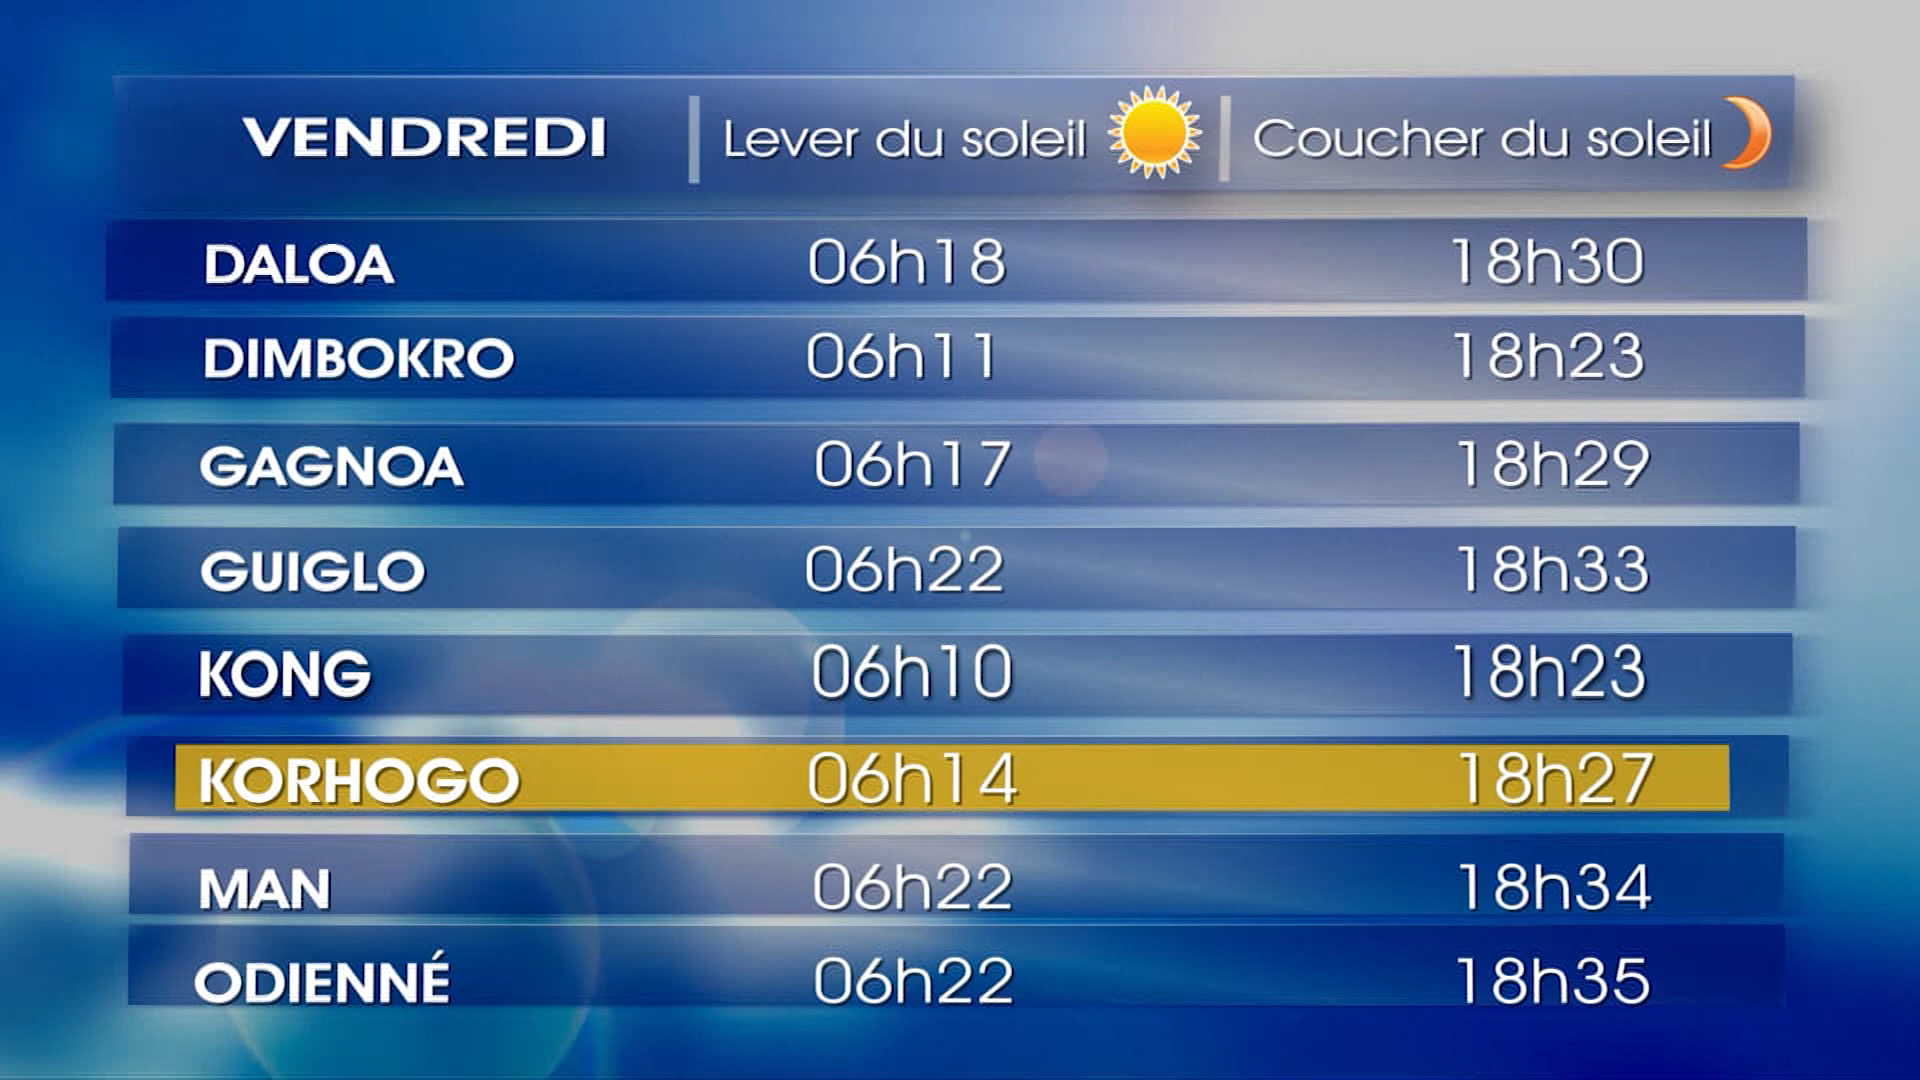 VENDREDI Lever du soleil Coucher du soleil
DALOA 06h18 18h30
DIMBOKRO 06h11 18h23
GAGNOA 06h17 18h29
GUIGLO 06h22 18h33
KONG 06h10 18h23
KORHOGO 06h14 18h27
MAN 06h22 18h34
ODIENNÉ 06h22 18h35